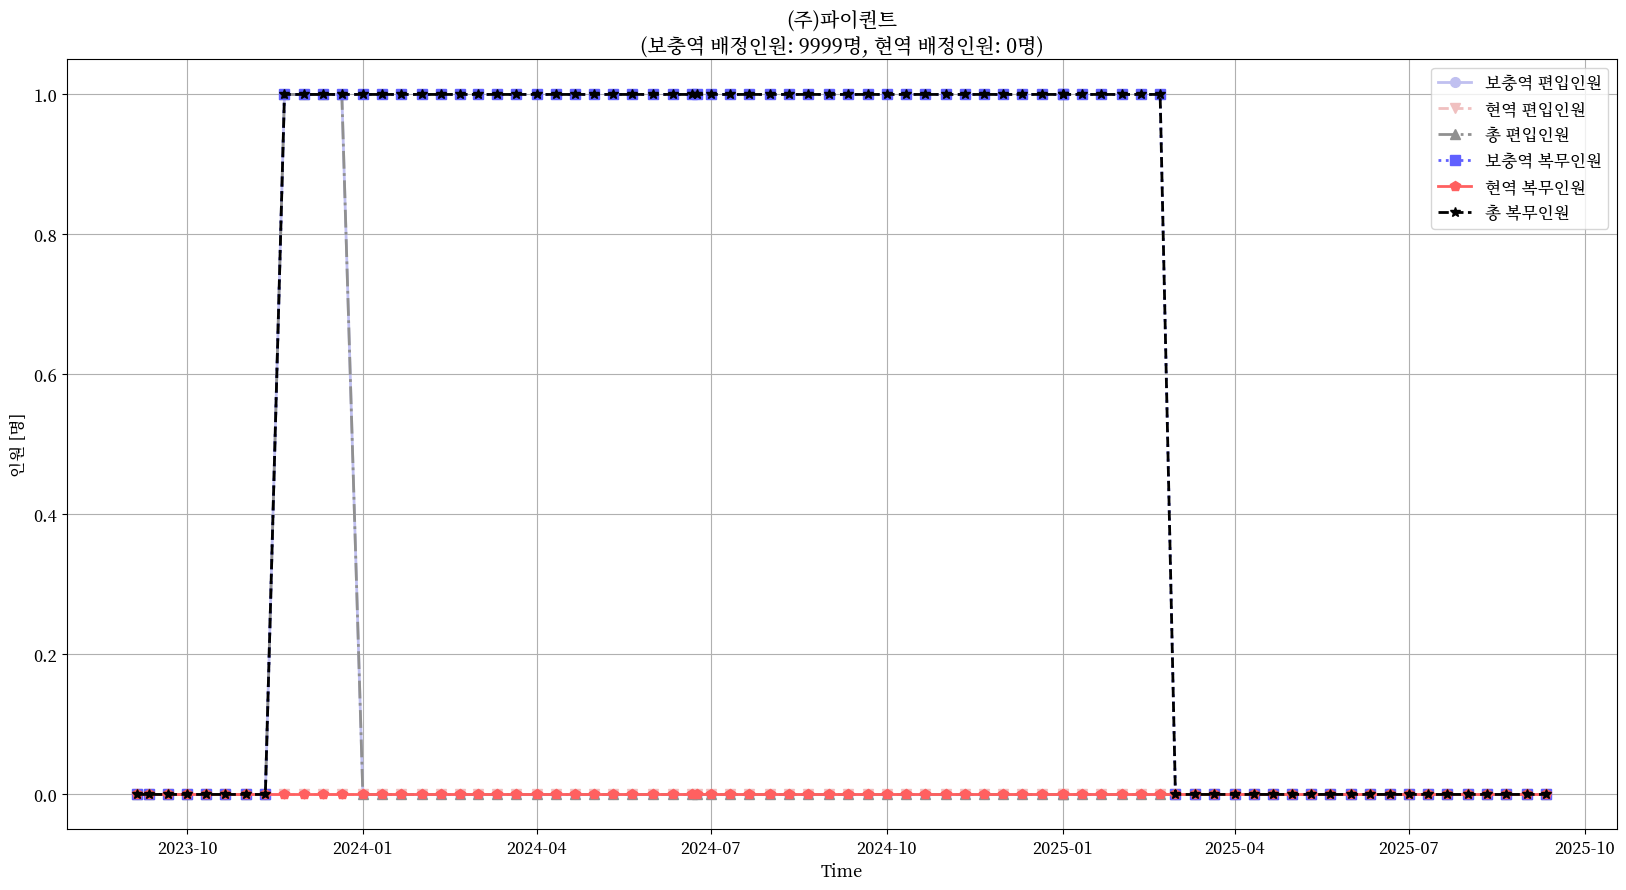 (주)파이퀀트
(보충역 배정인원: 9999명, 현역 배정인원: 0명)
보충역 편입인원
현역 편입인원
총 편입인원
보충역 복무인원
현역 복무인원
총 복무인원
인원 [명]
1.0
0.8
0.6
0.4
0.2
0.0
2023-10 2024-01 2024-04 2024-07 2024-10 2025-01 2025-04 2025-07 2025-10
Time